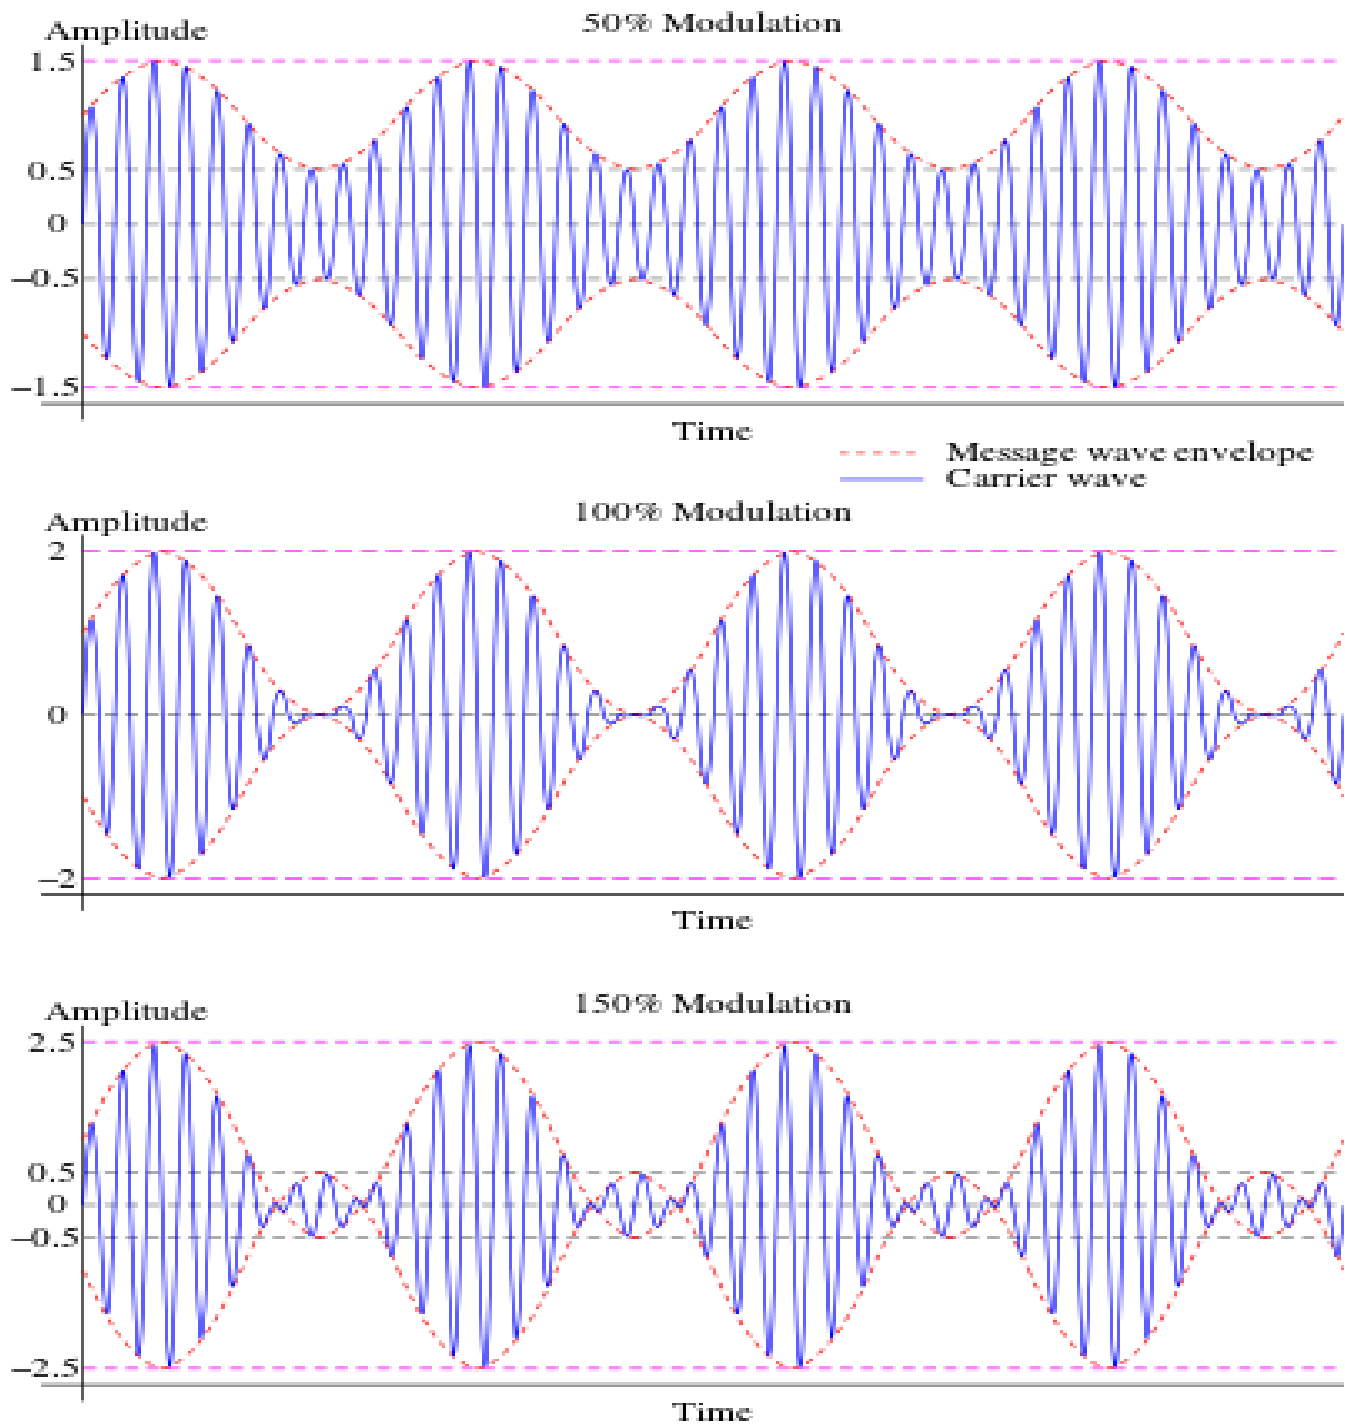 50% Modulation
Amplitude
1.5
0.5
0
−0.5
−1.5
Time
Message wave envelope
Carrier wave
100% Modulation
Amplitude
2
0
−2
Time
150% Modulation
Amplitude
2.5
0.5
0
−0.5
−2.5
Time